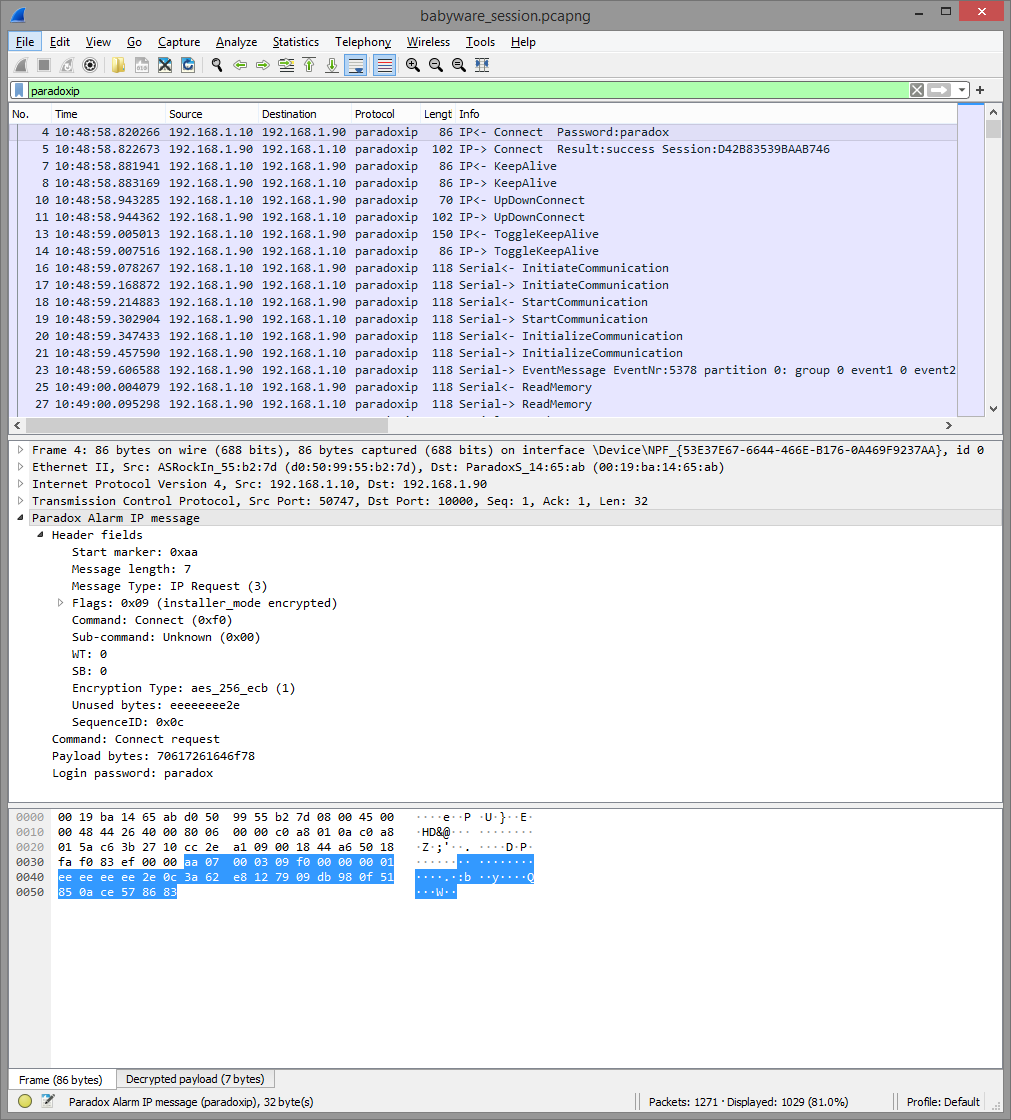 babyware_session.pcapng
File Edit View Go Capture Analyze Statistics Telephony Wireless Tools Help
paradoxip
No. Time Source Destination Protocol Lengt Info
4 10:48:58.820266 192.168.1.10 192.168.1.90 paradoxip 86 IP<- Connect Password:paradox
5 10:48:58.822673 192.168.1.90 192.168.1.10 paradoxip 102 IP-> Connect Result:success Session:D42B83539BAAB746
7 10:48:58.881941 192.168.1.10 192.168.1.90 paradoxip 86 IP<- KeepAlive
8 10:48:58.883169 192.168.1.90 192.168.1.10 paradoxip 86 IP-> KeepAlive
10 10:48:58.943285 192.168.1.10 192.168.1.90 paradoxip 70 IP<- UpDownConnect
11 10:48:58.944362 192.168.1.90 192.168.1.10 paradoxip 102 IP-> UpDownConnect
13 10:48:59.005013 192.168.1.10 192.168.1.90 paradoxip 150 IP<- ToggleKeepAlive
14 10:48:59.007516 192.168.1.90 192.168.1.10 paradoxip 86 IP-> ToggleKeepAlive
16 10:48:59.078267 192.168.1.10 192.168.1.90 paradoxip 118 Serial<- InitiateCommunication
17 10:48:59.168872 192.168.1.90 192.168.1.10 paradoxip 118 Serial-> InitiateCommunication
18 10:48:59.214883 192.168.1.10 192.168.1.90 paradoxip 118 Serial<- StartCommunication
19 10:48:59.302904 192.168.1.90 192.168.1.10 paradoxip 118 Serial-> StartCommunication
20 10:48:59.347433 192.168.1.10 192.168.1.90 paradoxip 118 Serial<- InitializeCommunication
21 10:48:59.457590 192.168.1.90 192.168.1.10 paradoxip 118 Serial-> InitializeCommunication
23 10:48:59.606588 192.168.1.90 192.168.1.10 paradoxip 118 Serial-> EventMessage EventNr:5378 partition 0: group 0 event1 0 event2
25 10:49:00.004079 192.168.1.10 192.168.1.90 paradoxip 118 Serial<- ReadMemory
27 10:49:00.095298 192.168.1.90 192.168.1.10 paradoxip 118 Serial-> ReadMemory
Frame 4: 86 bytes on wire (688 bits), 86 bytes captured (688 bits) on interface \Device\NPF_{53E37E67-6644-466E-B176-0A469F9237AA}, id 0
Ethernet II, Src: ASRockIn_55:b2:7d (d0:50:99:55:b2:7d), Dst: ParadoxS_14:65:ab (00:19:ba:14:65:ab)
Internet Protocol Version 4, Src: 192.168.1.10, Dst: 192.168.1.90
Transmission Control Protocol, Src Port: 50747, Dst Port: 10000, Seq: 1, Ack: 1, Len: 32
Paradox Alarm IP message
Header fields
Start marker: 0xaa
Message length: 7
Message Type: IP Request (3)
Flags: 0x09 (installer_mode encrypted)
Command: Connect (0xf0)
Sub-command: Unknown (0x00)
WT: 0
SB: 0
Encryption Type: aes_256_ecb (1)
Unused bytes: eeeeeeee2e
SequenceID: 0x0c
Command: Connect request
Payload bytes: 70617261646f78
Login password: paradox
0000 00 19 ba 14 65 ab d0 50 99 55 b2 7d 08 00 45 00 ····e··P ·U·}··E·
0010 00 48 44 26 40 00 80 06 00 00 c0 a8 01 0a c0 a8 ·HD&@··· ········
0020 01 5a c6 3b 27 10 cc 2e a1 09 00 18 44 a6 50 18 ·Z·;'··. ····D·P·
0030 fa f0 83 ef 00 00 aa 07 00 03 09 f0 00 00 00 01 ········ ········
0040 ee ee ee ee 2e 0c 3a 62 e8 12 79 09 db 98 0f 51 ····.·:b ··y····Q
0050 85 0a ce 57 86 83 ···W··
Frame (86 bytes) Decrypted payload (7 bytes)
Paradox Alarm IP message (paradoxip), 32 byte(s) Packets: 1271 · Displayed: 1029 (81.0%) Profile: Default